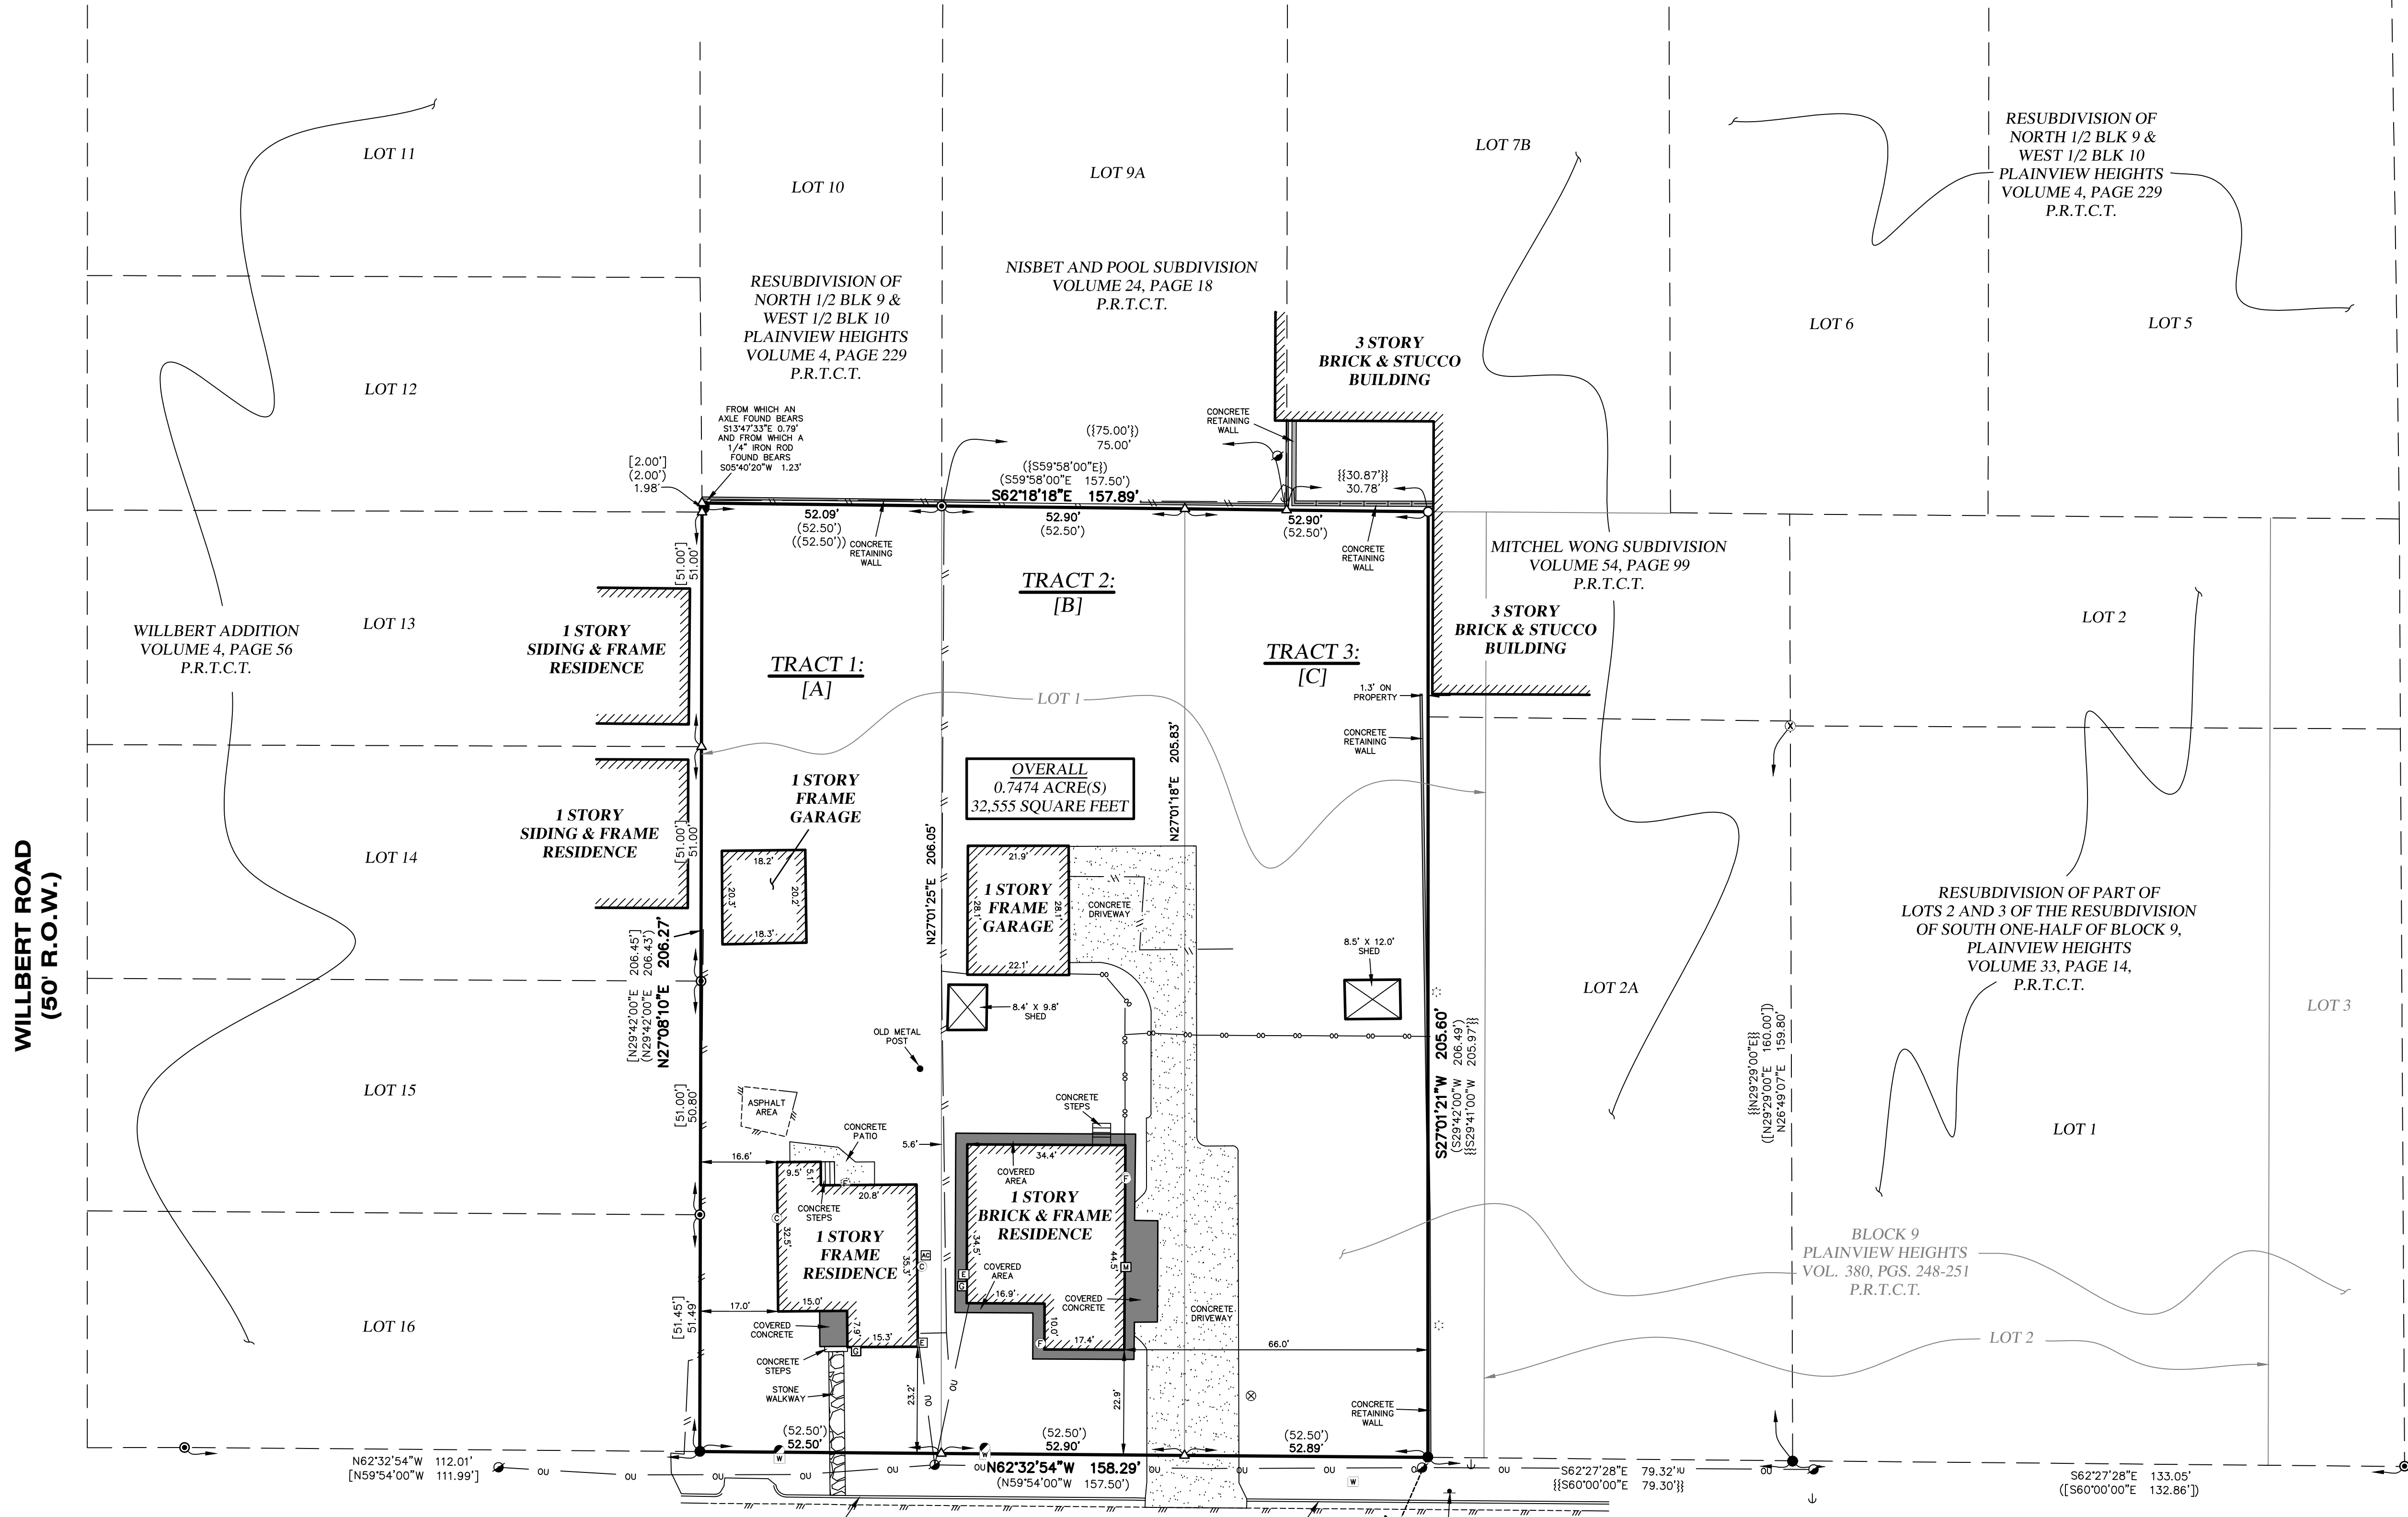 LOT 11
LOT 10
LOT 9A
LOT 7B
RESUBDIVISION OF
NORTH 1/2 BLK 9 &
WEST 1/2 BLK 10
PLAINVIEW HEIGHTS
VOLUME 4, PAGE 229
P.R.T.C.T.
RESUBDIVISION OF
NORTH 1/2 BLK 9 &
WEST 1/2 BLK 10
PLAINVIEW HEIGHTS
VOLUME 4, PAGE 229
P.R.T.C.T.
NISBET AND POOL SUBDIVISION
VOLUME 24, PAGE 18
P.R.T.C.T.
LOT 6
LOT 5
3 STORY
BRICK & STUCCO
BUILDING
LOT 12
FROM WHICH AN
AXLE FOUND BEARS
S13°47'33"E 0.79'
AND FROM WHICH A
1/4" IRON ROD
FOUND BEARS
S05°40'20"W 1.23'
CONCRETE
RETAINING
WALL
({75.00'})
75.00'
[2.00']
(2.00')
1.98'
({S59°58'00"E})
(S59°58'00"E 157.50')
S62°18'18"E 157.89'
{{30.87'}}
30.78'
52.09'
(52.50')
((52.50'))
CONCRETE
RETAINING
WALL
52.90'
(52.50')
52.90'
(52.50')
CONCRETE
RETAINING
WALL
[51.00']
51.00'
MITCHEL WONG SUBDIVISION
VOLUME 54, PAGE 99
P.R.T.C.T.
WILLBERT ADDITION
VOLUME 4, PAGE 56
P.R.T.C.T.
LOT 13
1 STORY
SIDING & FRAME
RESIDENCE
TRACT 1:
[A]
TRACT 2:
[B]
TRACT 3:
[C]
3 STORY
BRICK & STUCCO
BUILDING
LOT 2
LOT 1
1.3' ON
PROPERTY
CONCRETE
RETAINING
WALL
OVERALL
0.7474 ACRE(S)
32,555 SQUARE FEET
N27°01'18"E 205.83'
N27°01'25"E 206.05'
1 STORY
FRAME
GARAGE
18.2'
20.3'
20.2'
18.3'
WILLBERT ROAD
(50' R.O.W.)
LOT 14
1 STORY
SIDING & FRAME
RESIDENCE
[51.00']
51.00'
21.9'
1 STORY
FRAME
GARAGE
28.1'
28.1'
22.1'
CONCRETE
DRIVEWAY
RESUBDIVISION OF PART OF
LOTS 2 AND 3 OF THE RESUBDIVISION
OF SOUTH ONE-HALF OF BLOCK 9,
PLAINVIEW HEIGHTS
VOLUME 33, PAGE 14,
P.R.T.C.T.
LOT 3
[N29°42'00"E 206.45']
(N29°42'00"E 206.43')
N27°08'10"E 206.27'
8.5' X 12.0'
SHED
8.4' X 9.8'
SHED
OLD METAL
POST
LOT 2A
S27°01'21"W 205.60'
(S29°42'00"W 206.49')
{{S29°41'00"W 205.97'}}
{{N29°29'00"E}}
([N29°29'00"E 160.00'])
N26°49'07"E 159.80'
LOT 15
[51.00']
50.80'
ASPHALT
AREA
CONCRETE
PATIO
CONCRETE
STEPS
LOT 1
5.6'
16.6'
9.5'
5.1'
20.8'
34.4'
COVERED
AREA
CONCRETE
STEPS
1 STORY
BRICK & FRAME
RESIDENCE
F
C
32.5'
1 STORY
FRAME
RESIDENCE
35.3'
AC
C
34.5'
44.5'
M
E
G
COVERED
AREA
16.9'
COVERED
CONCRETE
BLOCK 9
PLAINVIEW HEIGHTS
VOL. 380, PGS. 248-251
P.R.T.C.T.
LOT 16
[51.45']
51.49'
17.0'
15.0'
COVERED
CONCRETE
7.9'
15.3'
E
G
F
10.0'
17.4'
CONCRETE
DRIVEWAY
66.0'
LOT 2
CONCRETE
STEPS
STONE
WALKWAY
23.2'
OU
OU
22.9'
CONCRETE
RETAINING
WALL
(52.50')
52.50'
(52.50')
52.90'
(52.50')
52.89'
W
W
W
N62°32'54"W 112.01'
[N59°54'00"W 111.99']
OU
OU
OU
OU
OU
OU
N62°32'54"W 158.29'
(N59°54'00"W 157.50')
OU
OU
OU
OU
OU
OU
S62°27'28"E 79.32'
{{S60°00'00"E 79.30'}}
S62°27'28"E 133.05'
([S60°00'00"E 132.86'])